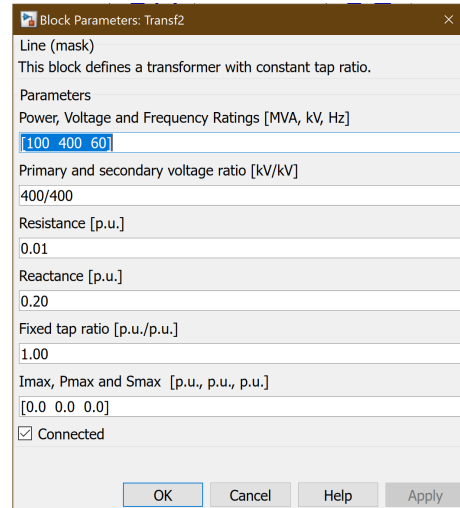 Block Parameters: Transf2
Line (mask)
This block defines a transformer with constant tap ratio.
Parameters
Power, Voltage and Frequency Ratings [MVA, kV, Hz]
[100 400 60]
Primary and secondary voltage ratio [kV/kV]
400/400
Resistance [p.u.]
0.01
Reactance [p.u.]
0.20
Fixed tap ratio [p.u./p.u.]
1.00
Imax, Pmax and Smax [p.u., p.u., p.u.]
[0.0 0.0 0.0]
Connected
OK Cancel Help Apply